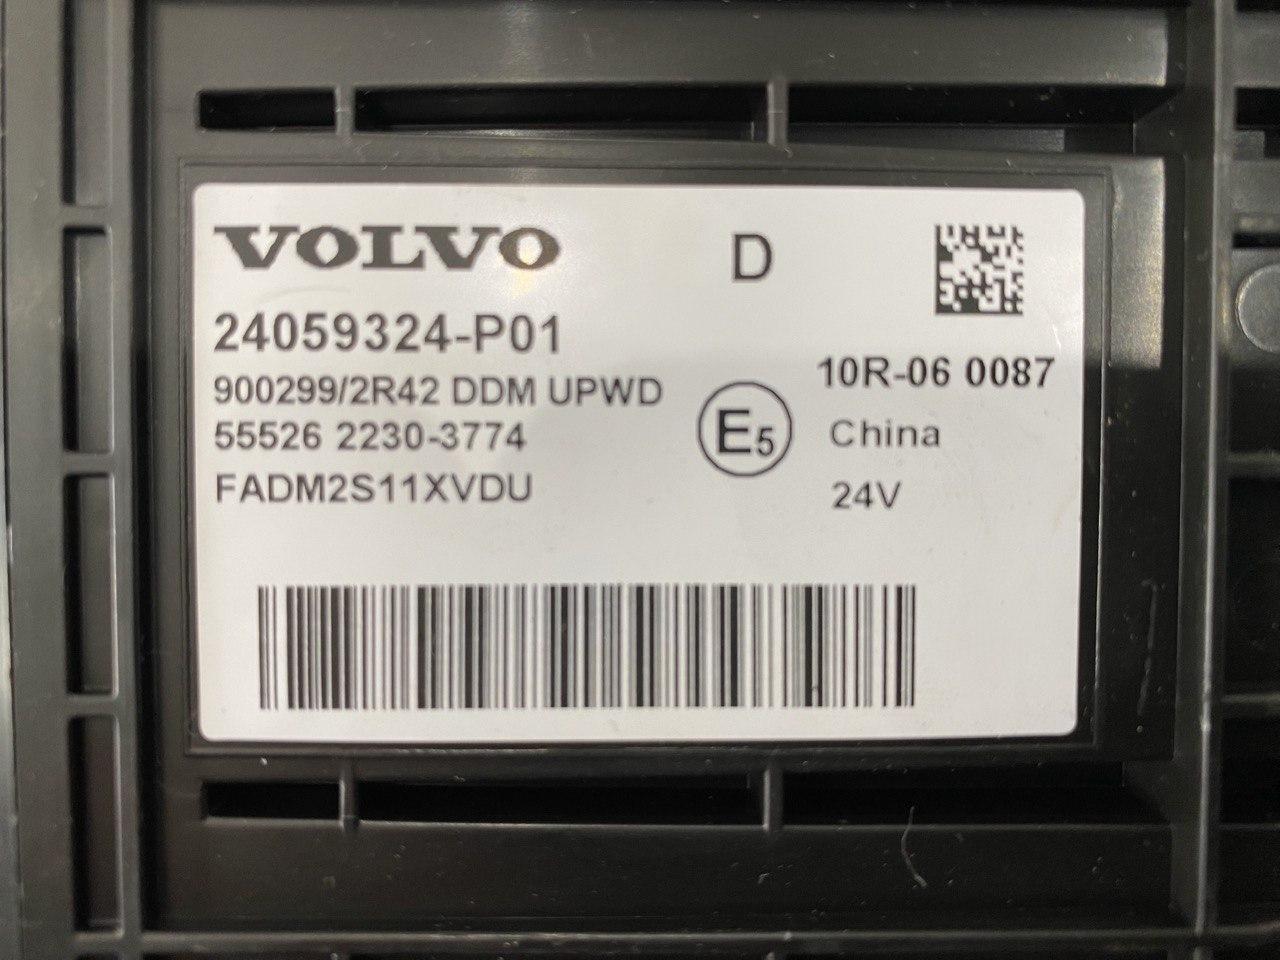 VOLVO
D
24059324-P01
900299/2R42 DDM UPWD
55526 2230-3774
FADM2S11XVDU
E5
10R-06 0087
China
24V